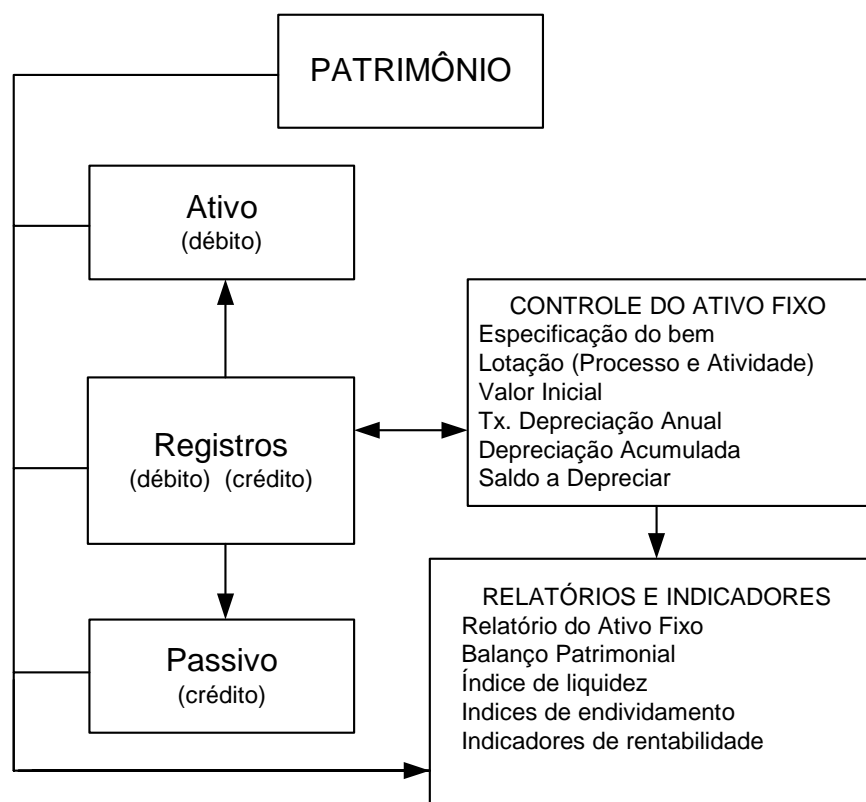 PATRIMÔNIO
Ativo
(débito)
Registros
(débito) (crédito)
Passivo
(crédito)
CONTROLE DO ATIVO FIXO
Especificação do bem
Lotação (Processo e Atividade)
Valor Inicial
Tx. Depreciação Anual
Depreciação Acumulada
Saldo a Depreciar
RELATÓRIOS E INDICADORES
Relatório do Ativo Fixo
Balanço Patrimonial
Índice de liquidez
Indices de endividamento
Indicadores de rentabilidade